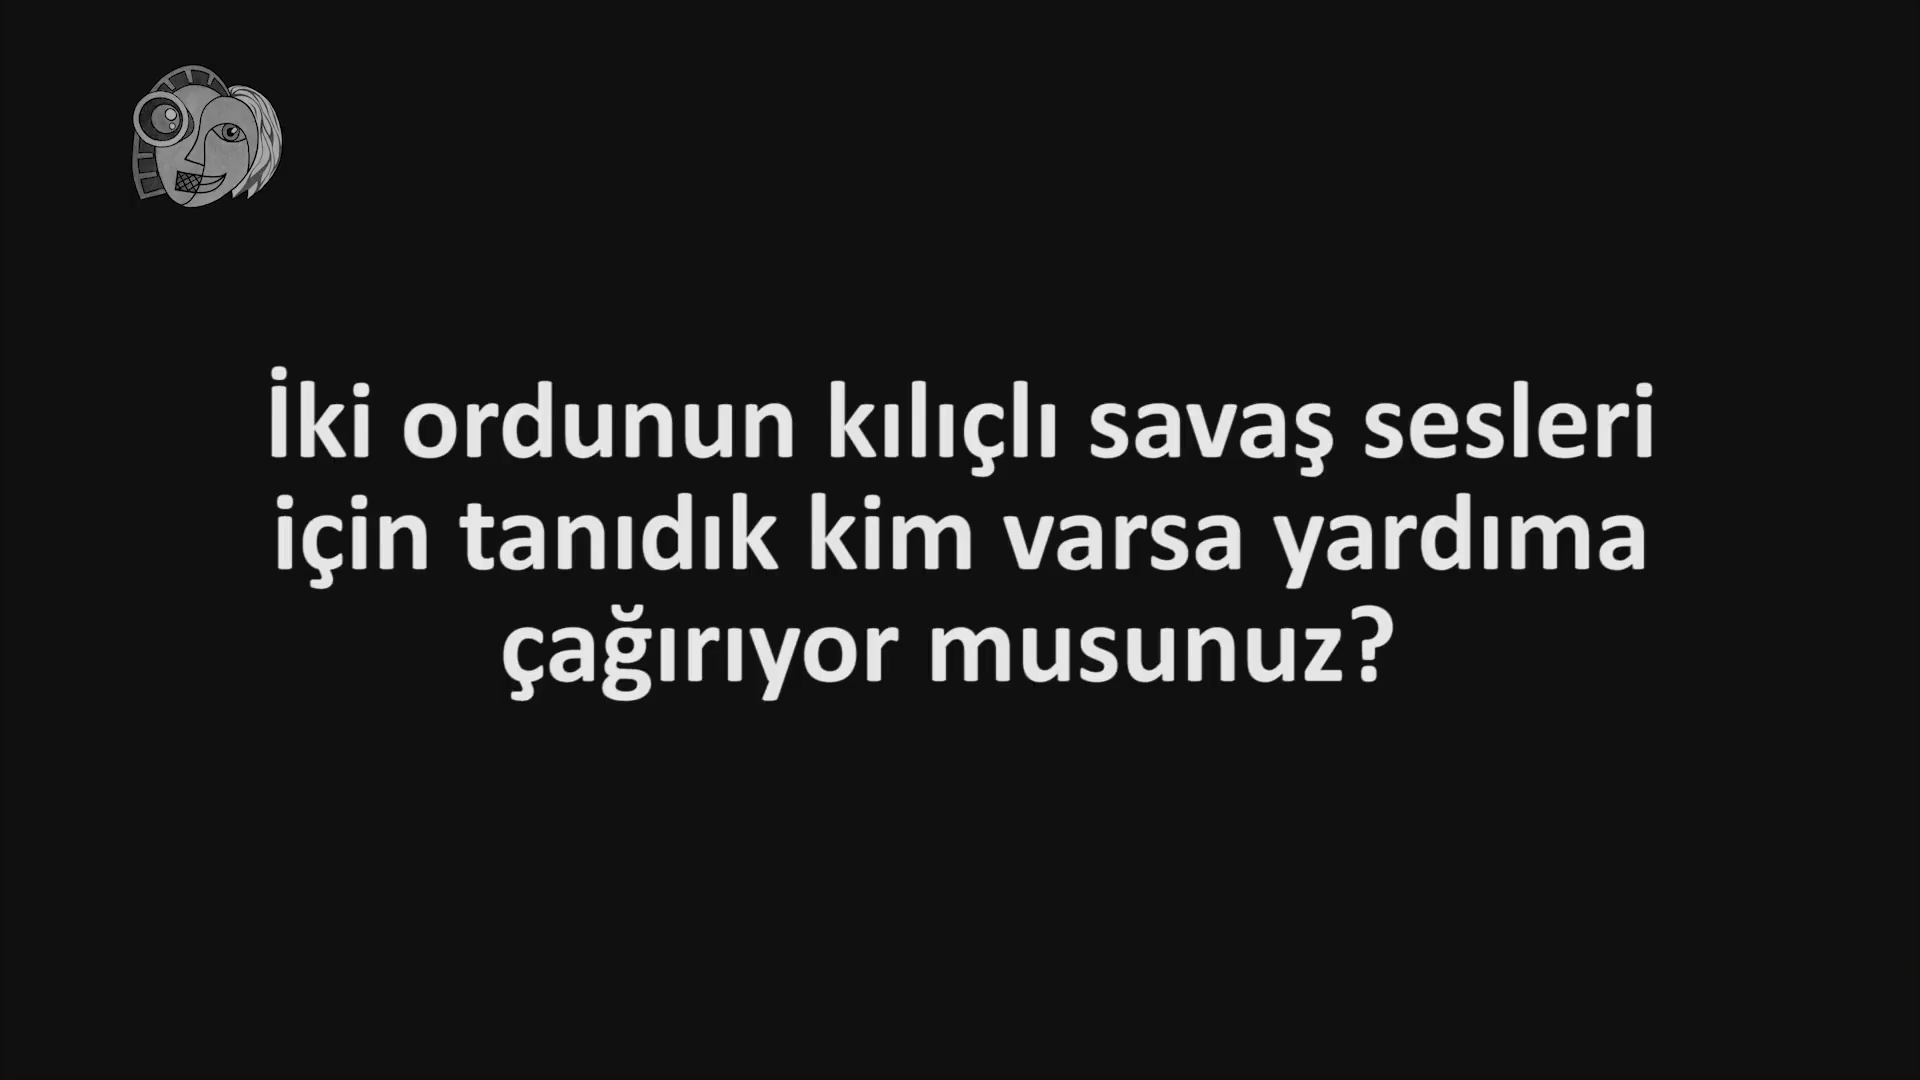 İki ordunun kılıçlı savaş sesleri
için tanıdık kim varsa yardıma
çağırıyor musunuz?